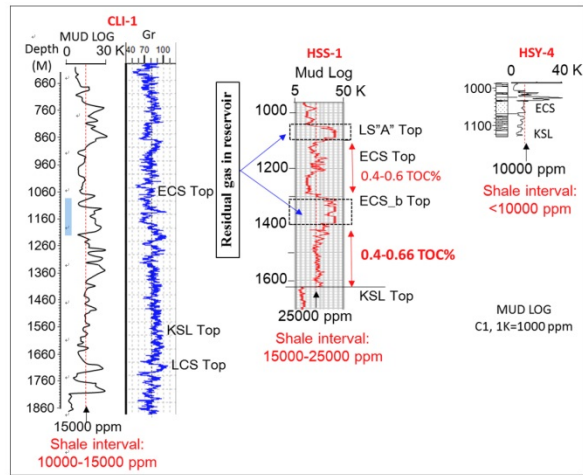 CLI-1
MUD LOG
Gr
Depth
0 30 K
40 70 100
(M)
660
760
860
960
1060
1160
1260
1360
1460
1560
1660
1760
1860
ECS Top
KSL Top
LCS Top
15000 ppm
Shale interval:
10000-15000 ppm
Residual gas in reservoir
HSS-1
Mud Log
5 50 K
1000
1200
1400
1600
LS"A" Top
ECS Top
0.4-0.6 TOC%
ECS_b Top
0.4-0.66 TOC%
KSL Top
25000 ppm
Shale interval:
15000-25000 ppm
HSY-4
0 40 K
1000
1100
ECS
KSL
10000 ppm
Shale interval:
<10000 ppm
MUD LOG
C1, 1K=1000 ppm